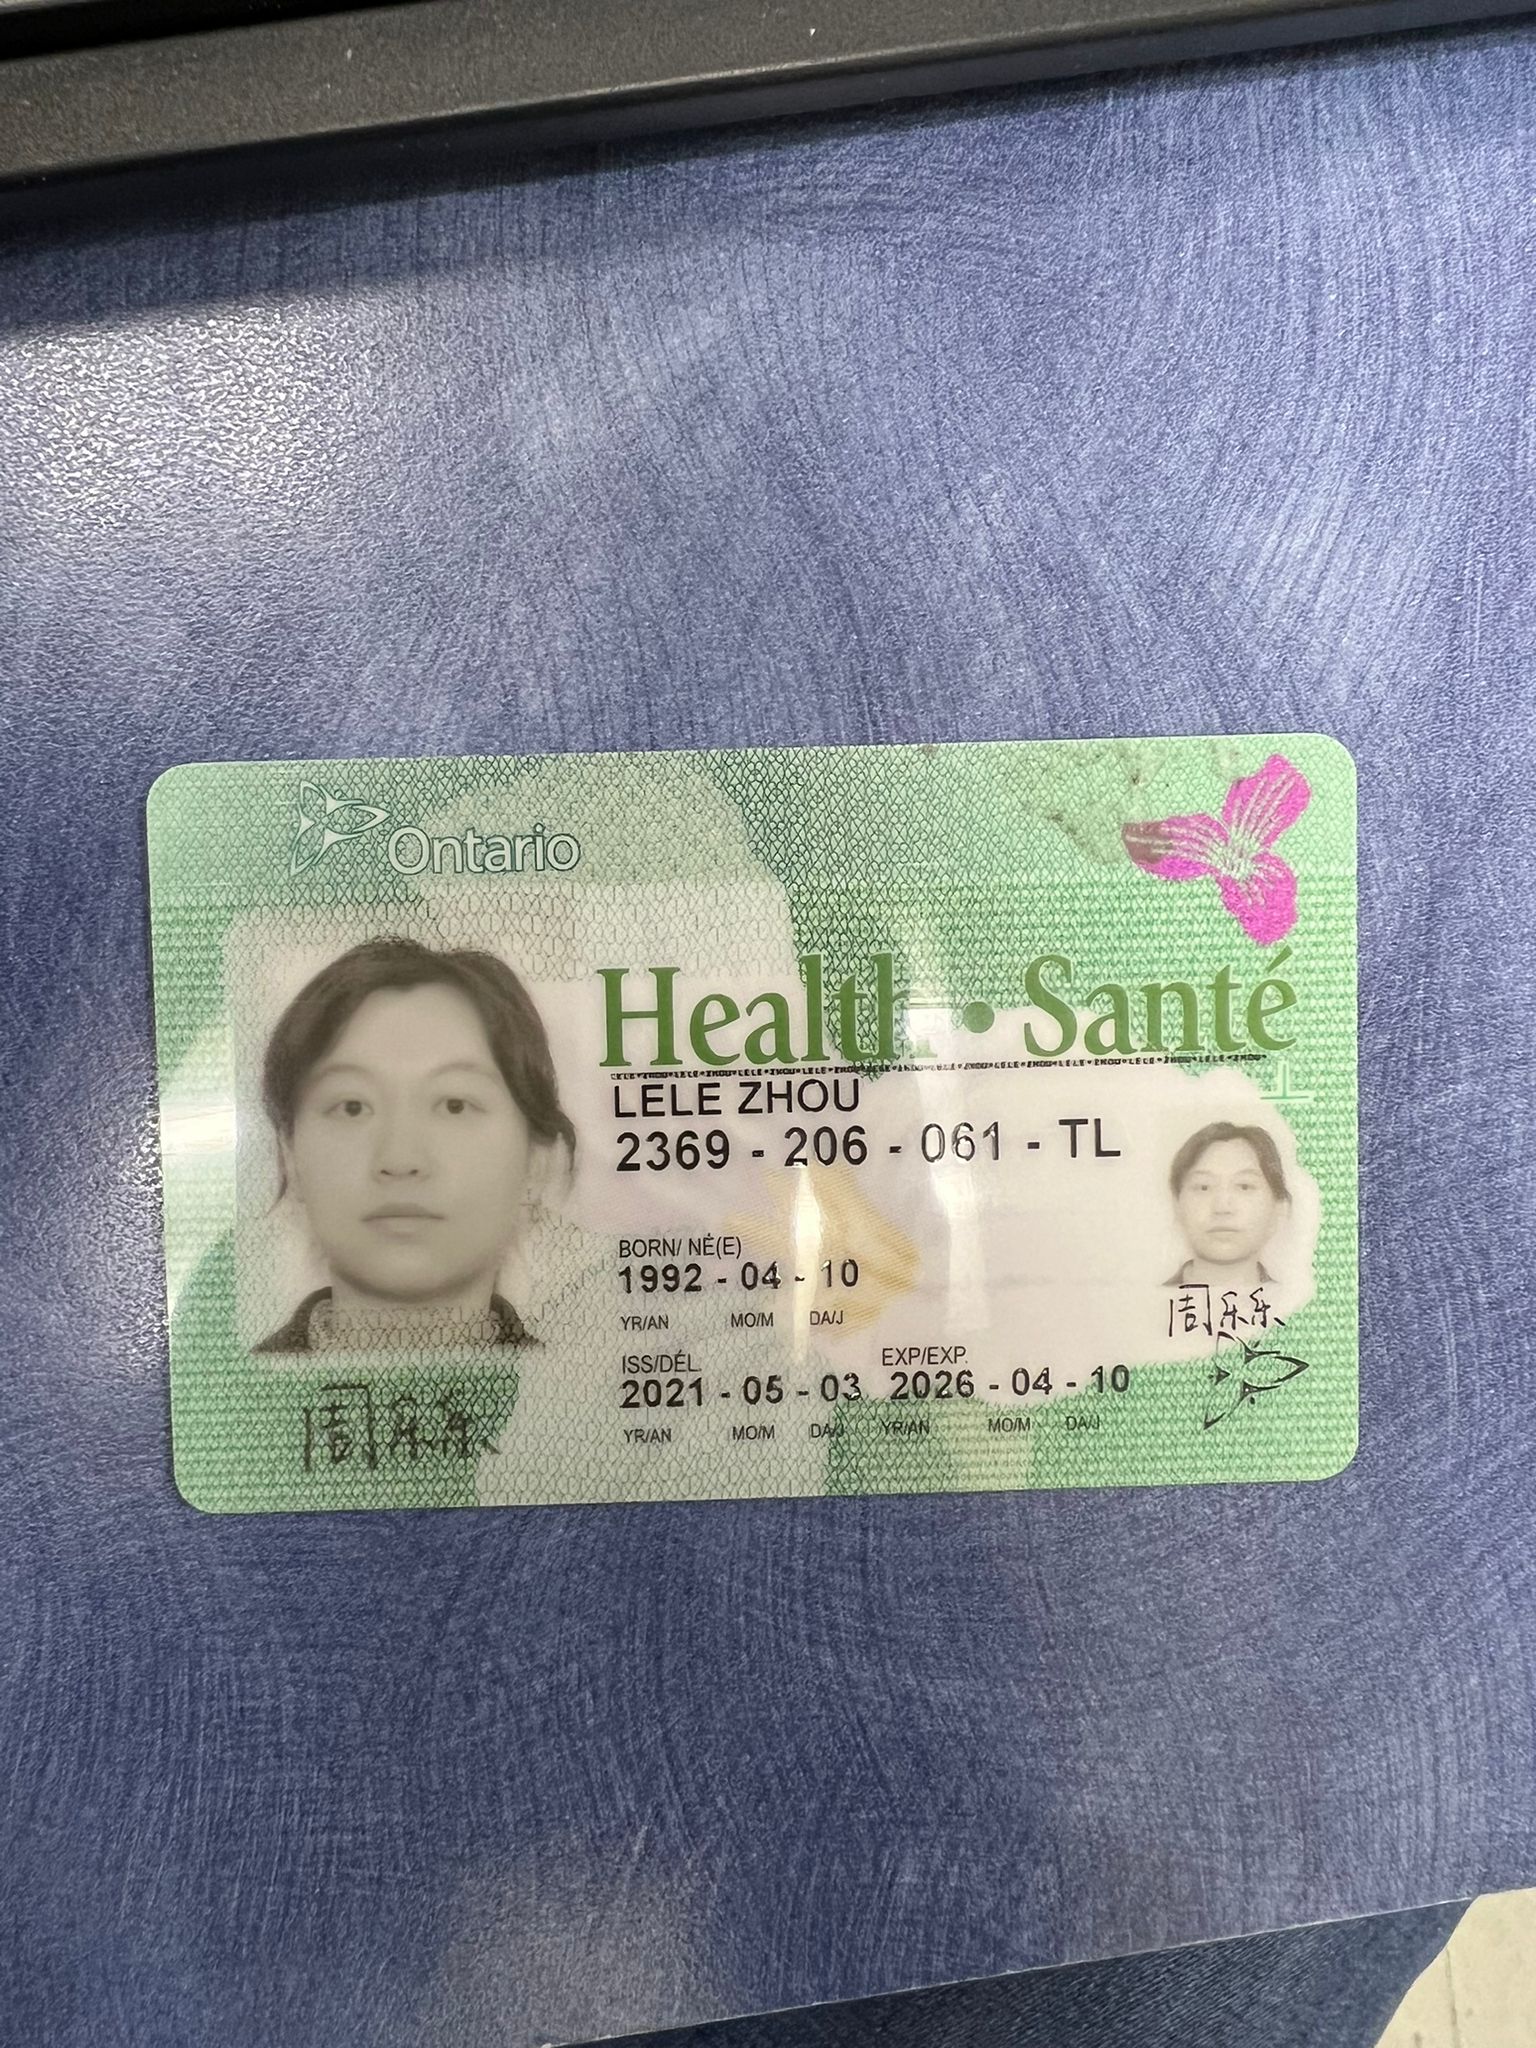 Ontario
Health • Santé
LELE ZHOU
2369 - 206 - 061 - TL
BORN/ NÉ(E)
1992 - 04 - 10
YR/AN MO/M DA/J
ISS/DÉL. EXP/EXP.
2021 - 05 - 03 2026 - 04 - 10
YR/AN MO/M DA/J YR/AN MO/M DA/J
周乐乐
周乐乐